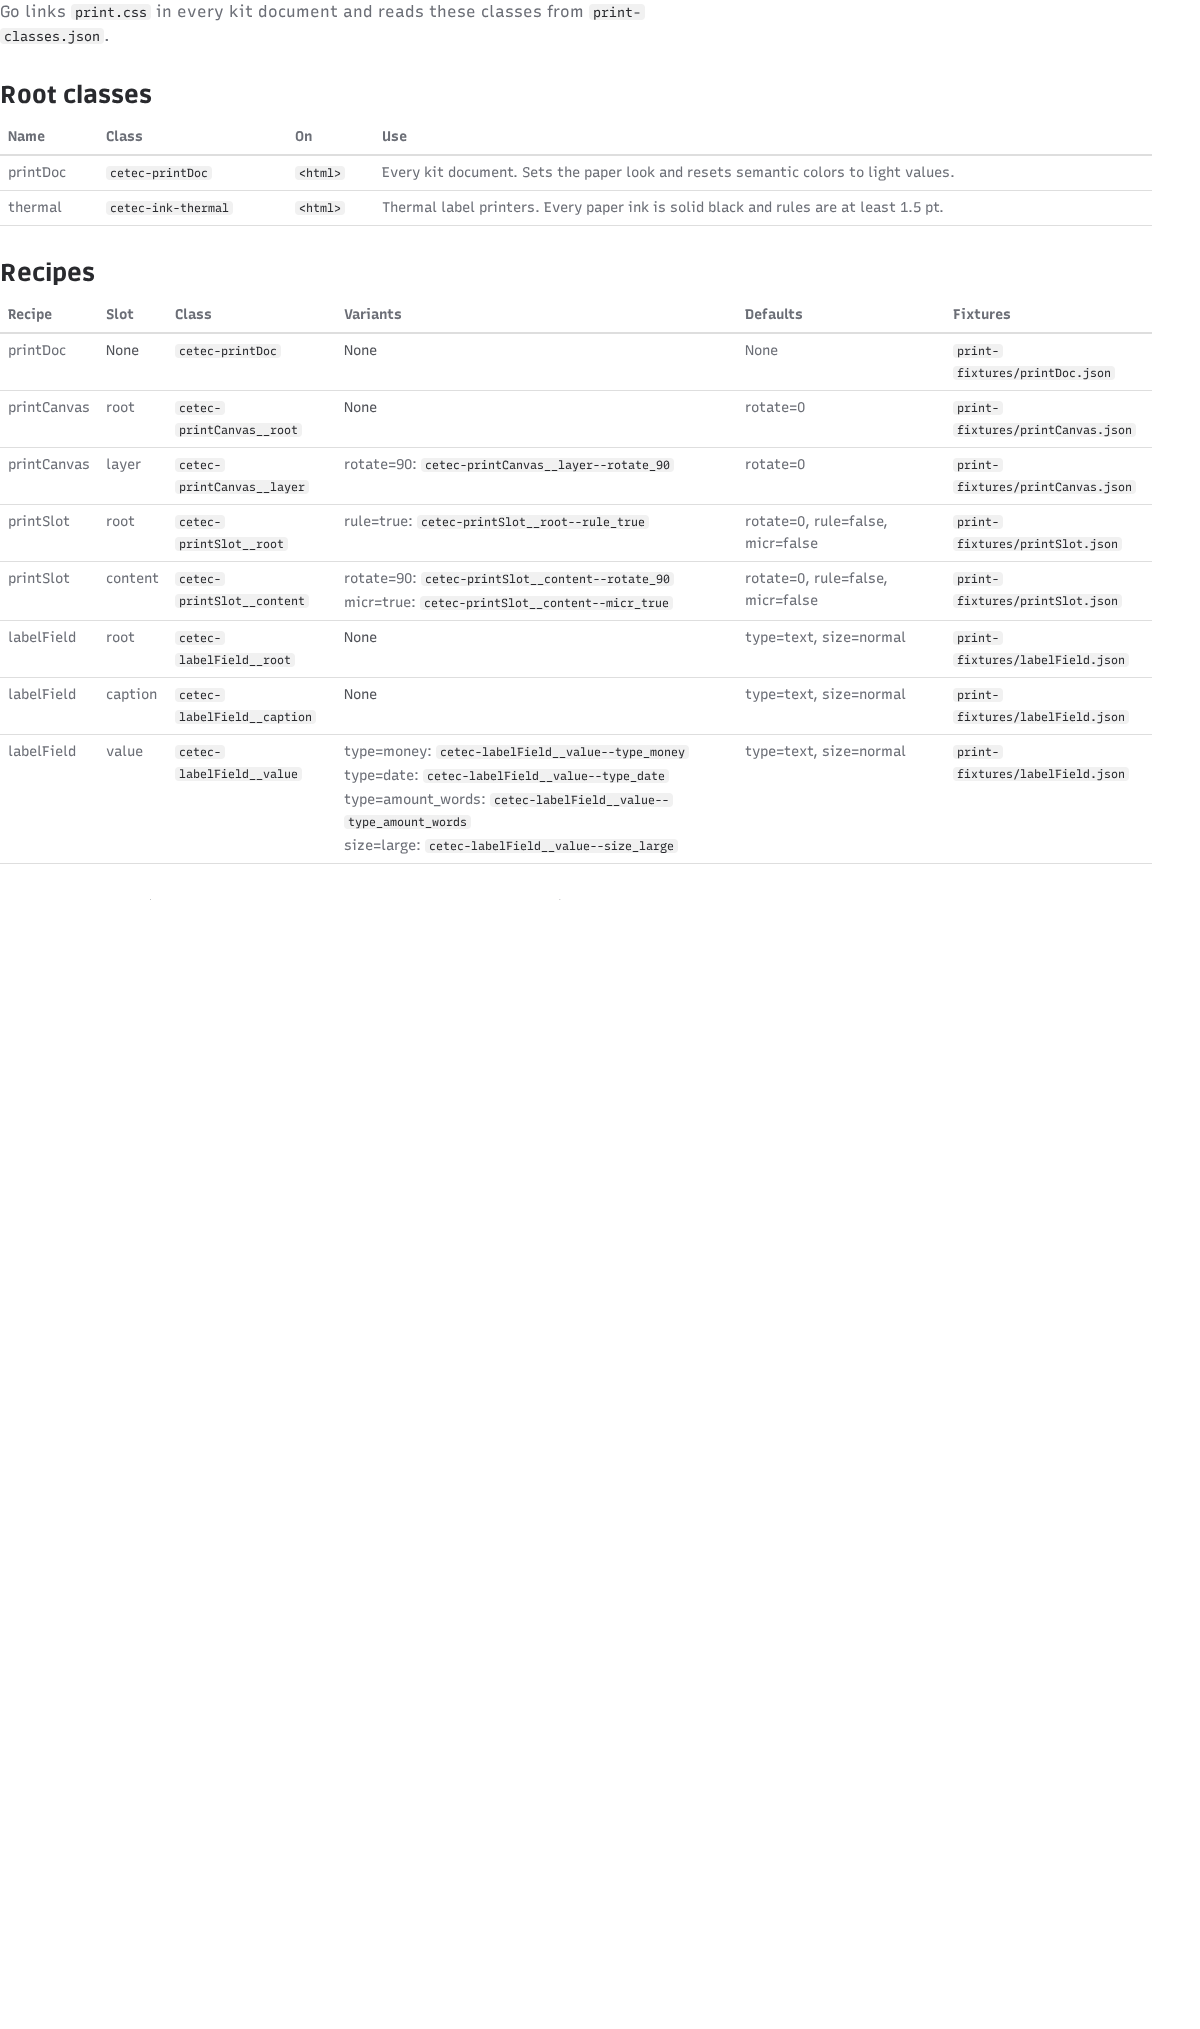 Go links print.css in every kit document and reads these classes from print-
classes.json.
Root classes
Name Class On Use
printDoc cetec-printDoc <html> Every kit document. Sets the paper look and resets semantic colors to light values.
thermal cetec-ink-thermal <html> Thermal label printers. Every paper ink is solid black and rules are at least 1.5 pt.
Recipes
Recipe Slot Class Variants Defaults Fixtures
printDoc None cetec-printDoc None None print-
fixtures/printDoc.json
printCanvas root cetec- None rotate=0 print-
printCanvas__root fixtures/printCanvas.json
printCanvas layer cetec- rotate=90: cetec-printCanvas__layer--rotate_90 rotate=0 print-
printCanvas__layer fixtures/printCanvas.json
printSlot root cetec- rule=true: cetec-printSlot__root--rule_true rotate=0, rule=false, print-
printSlot__root micr=false fixtures/printSlot.json
printSlot content cetec- rotate=90: cetec-printSlot__content--rotate_90 rotate=0, rule=false, print-
printSlot__content micr=true: cetec-printSlot__content--micr_true micr=false fixtures/printSlot.json
labelField root cetec- None type=text, size=normal print-
labelField__root fixtures/labelField.json
labelField caption cetec- None type=text, size=normal print-
labelField__caption fixtures/labelField.json
labelField value cetec- type=money: cetec-labelField__value--type_money type=text, size=normal print-
labelField__value type=date: cetec-labelField__value--type_date fixtures/labelField.json
type=amount_words: cetec-labelField__value--
type_amount_words
size=large: cetec-labelField__value--size_large